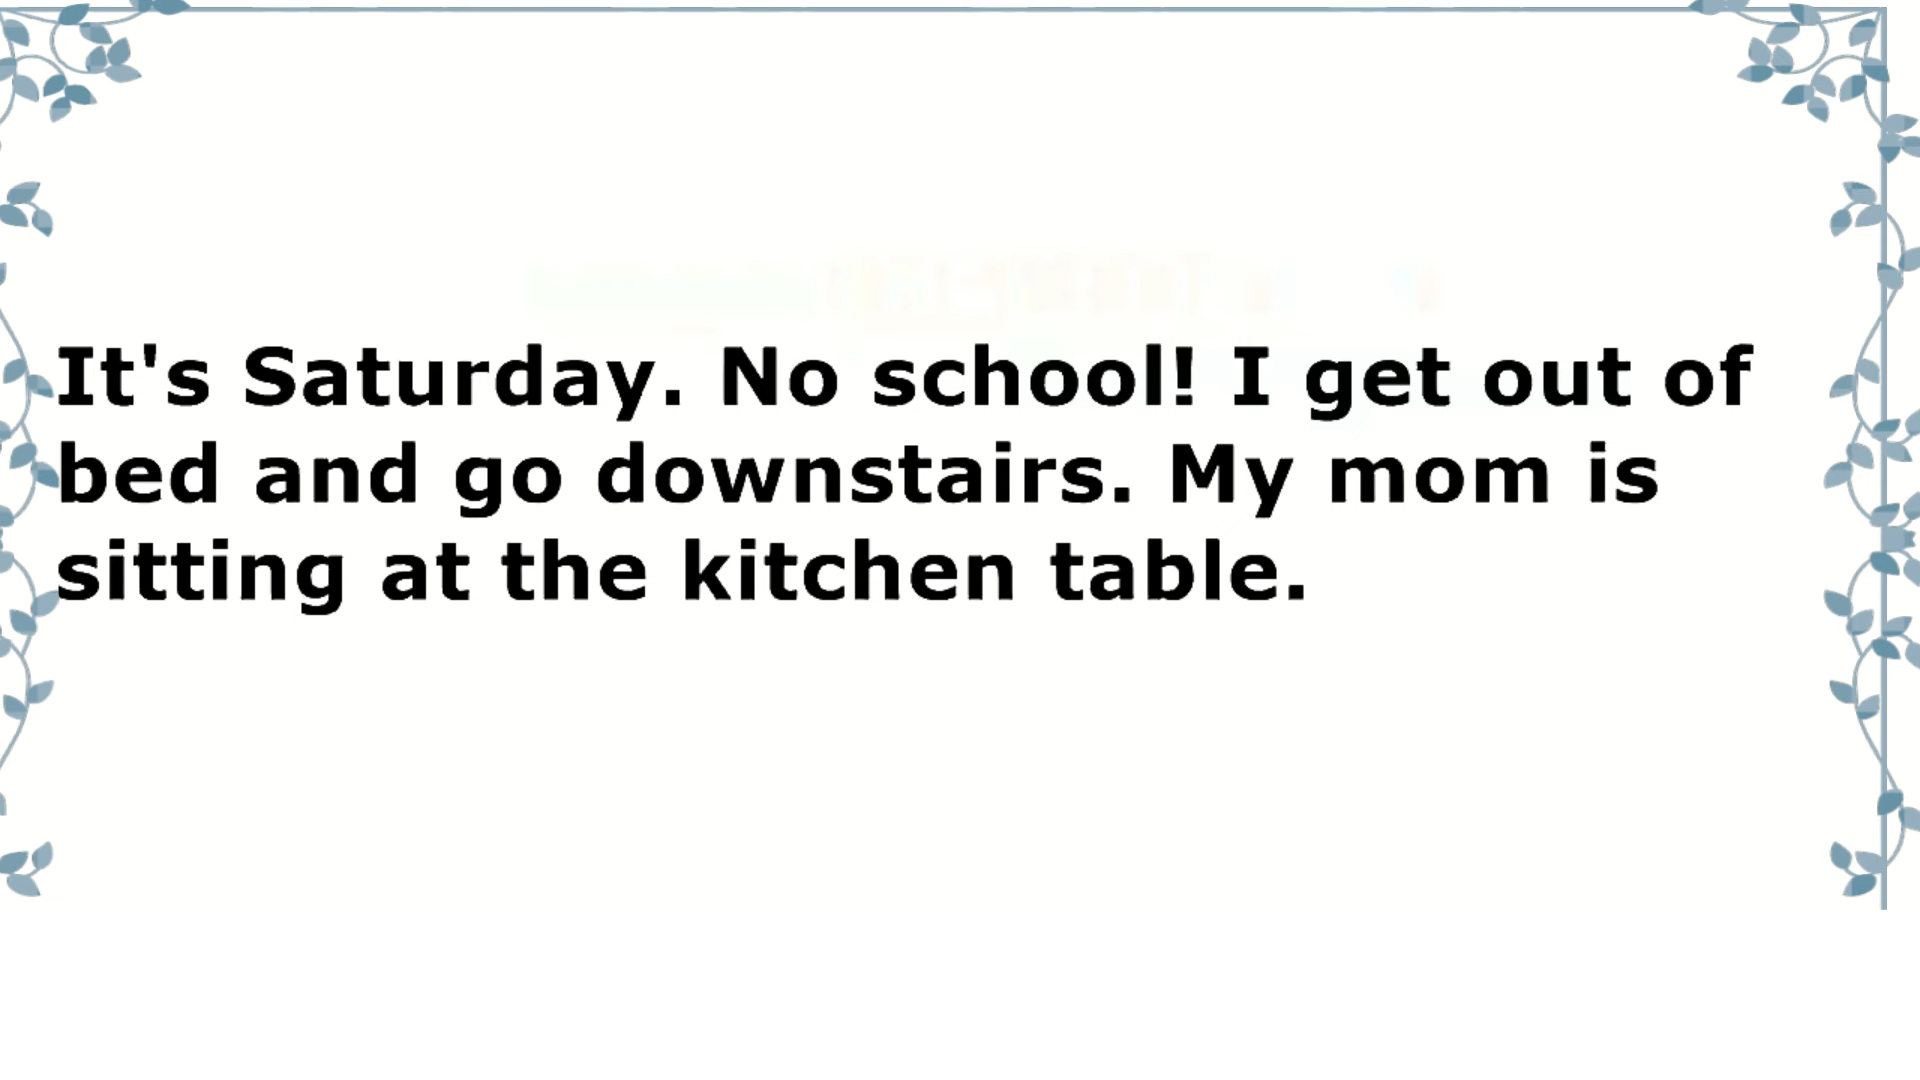 It's Saturday. No school! I get out of
bed and go downstairs. My mom is
sitting at the kitchen table.